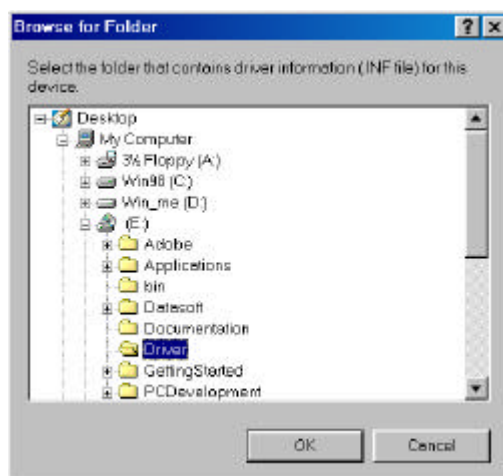 Browse for Folder
Select the folder that contains driver information (.INF file) for this
device.
Desktop
My Computer
3½ Floppy (A:)
Win98 (C:)
Win_me (D:)
(E:)
Adobe
Applications
bin
Datasoft
Documentation
Driver
GettingStarted
PCDevelopment
OK Cancel